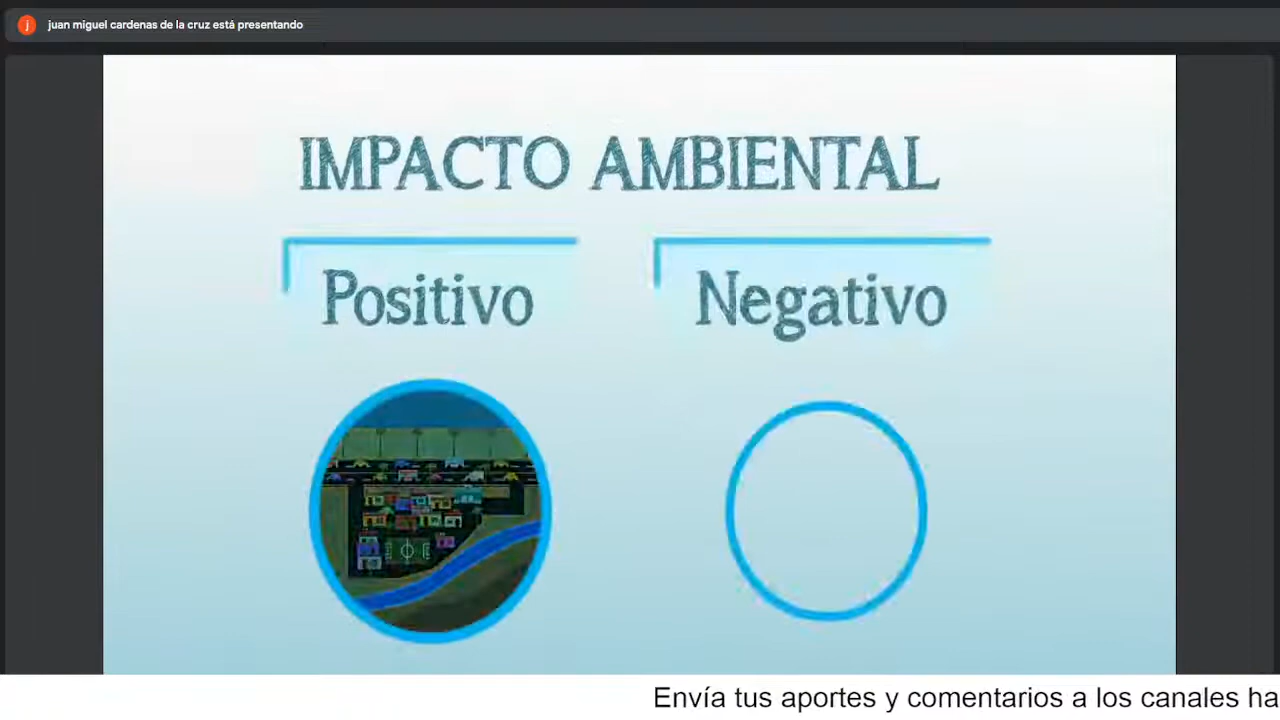 j
juan miguel cardenas de la cruz está presentando
IMPACTO AMBIENTAL
Positivo Negativo
Envía tus aportes y comentarios a los canales ha